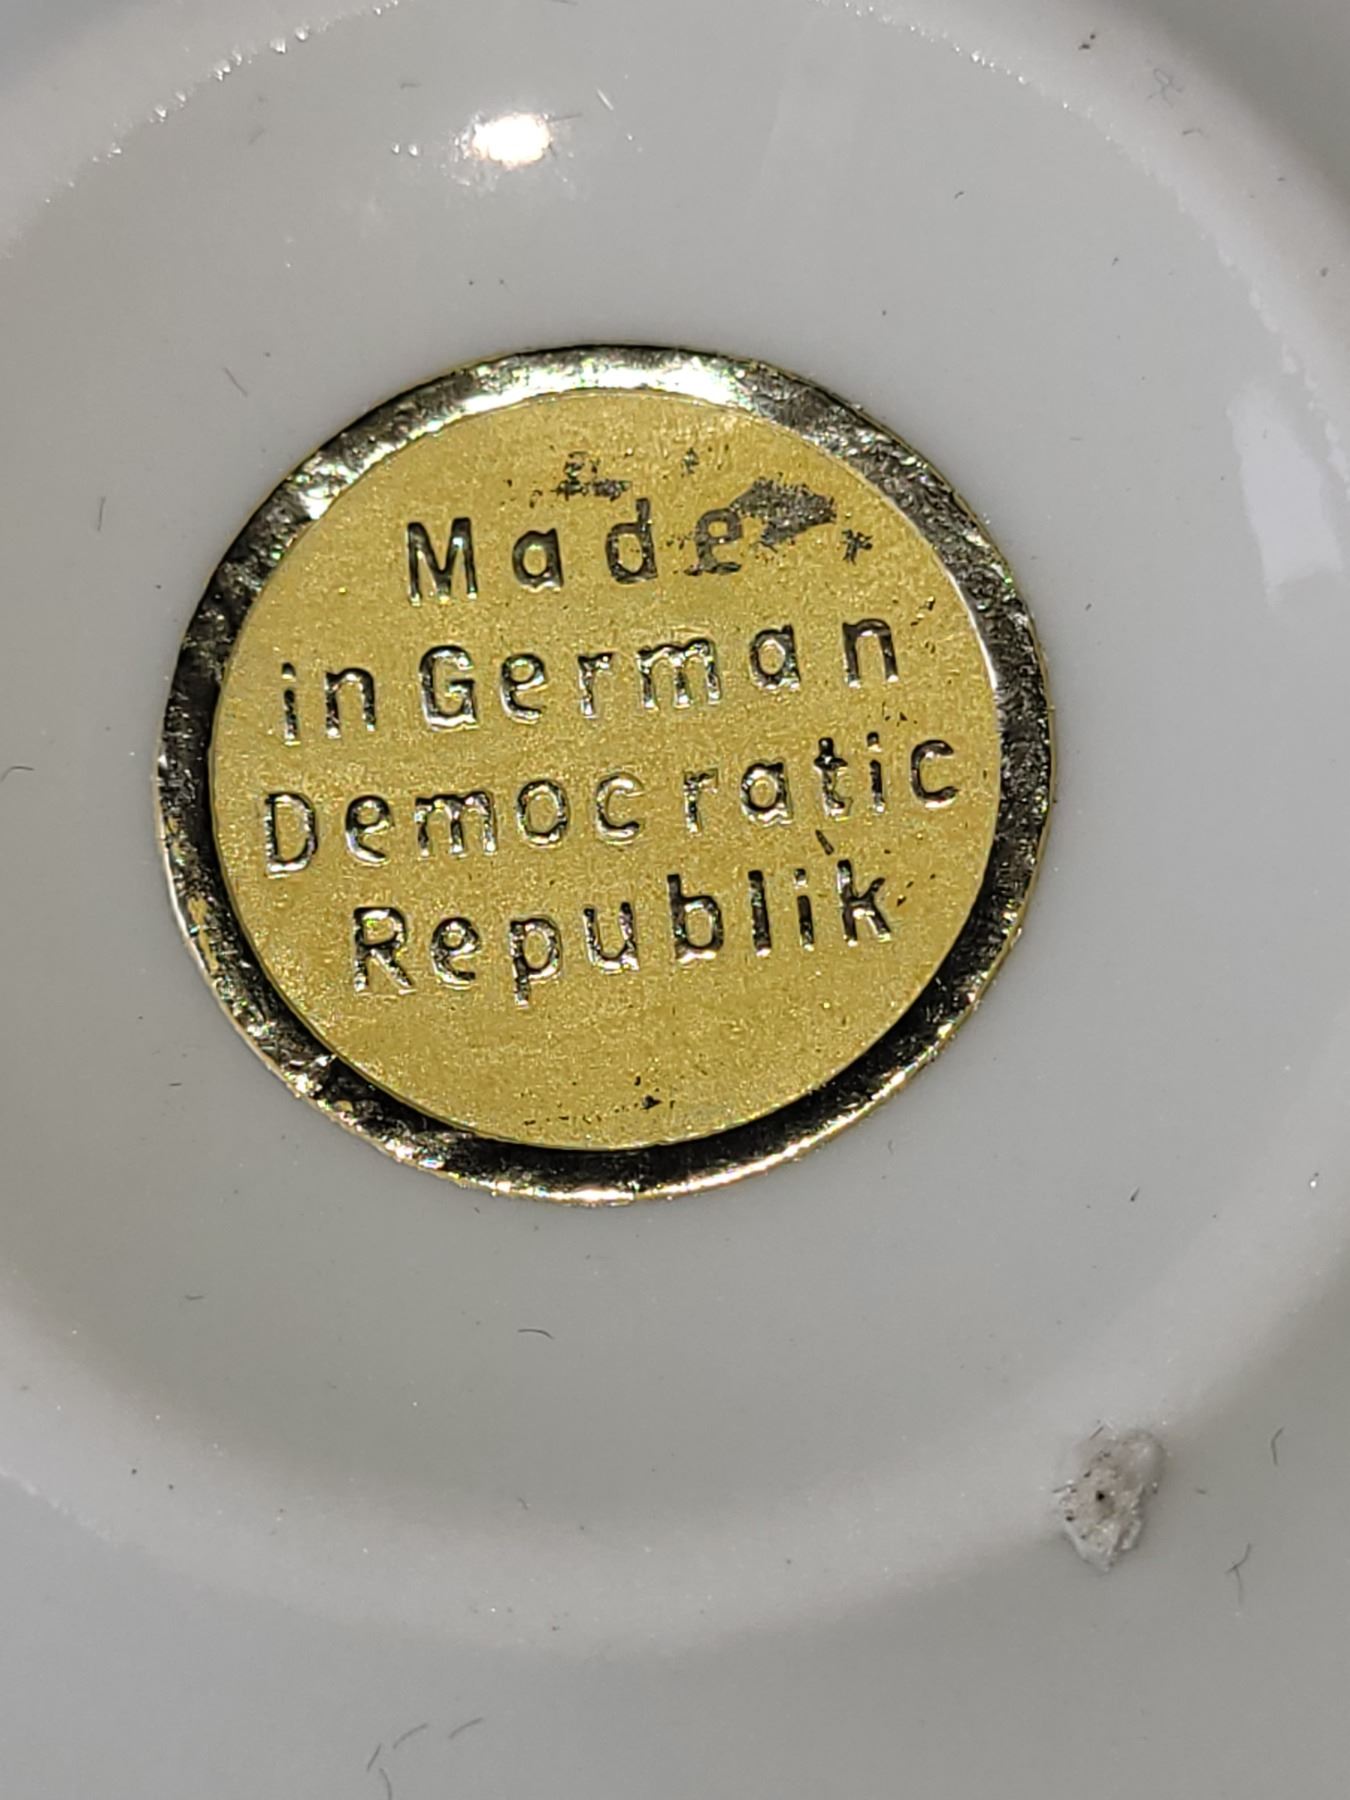 Made
in German
Democratic
Republik